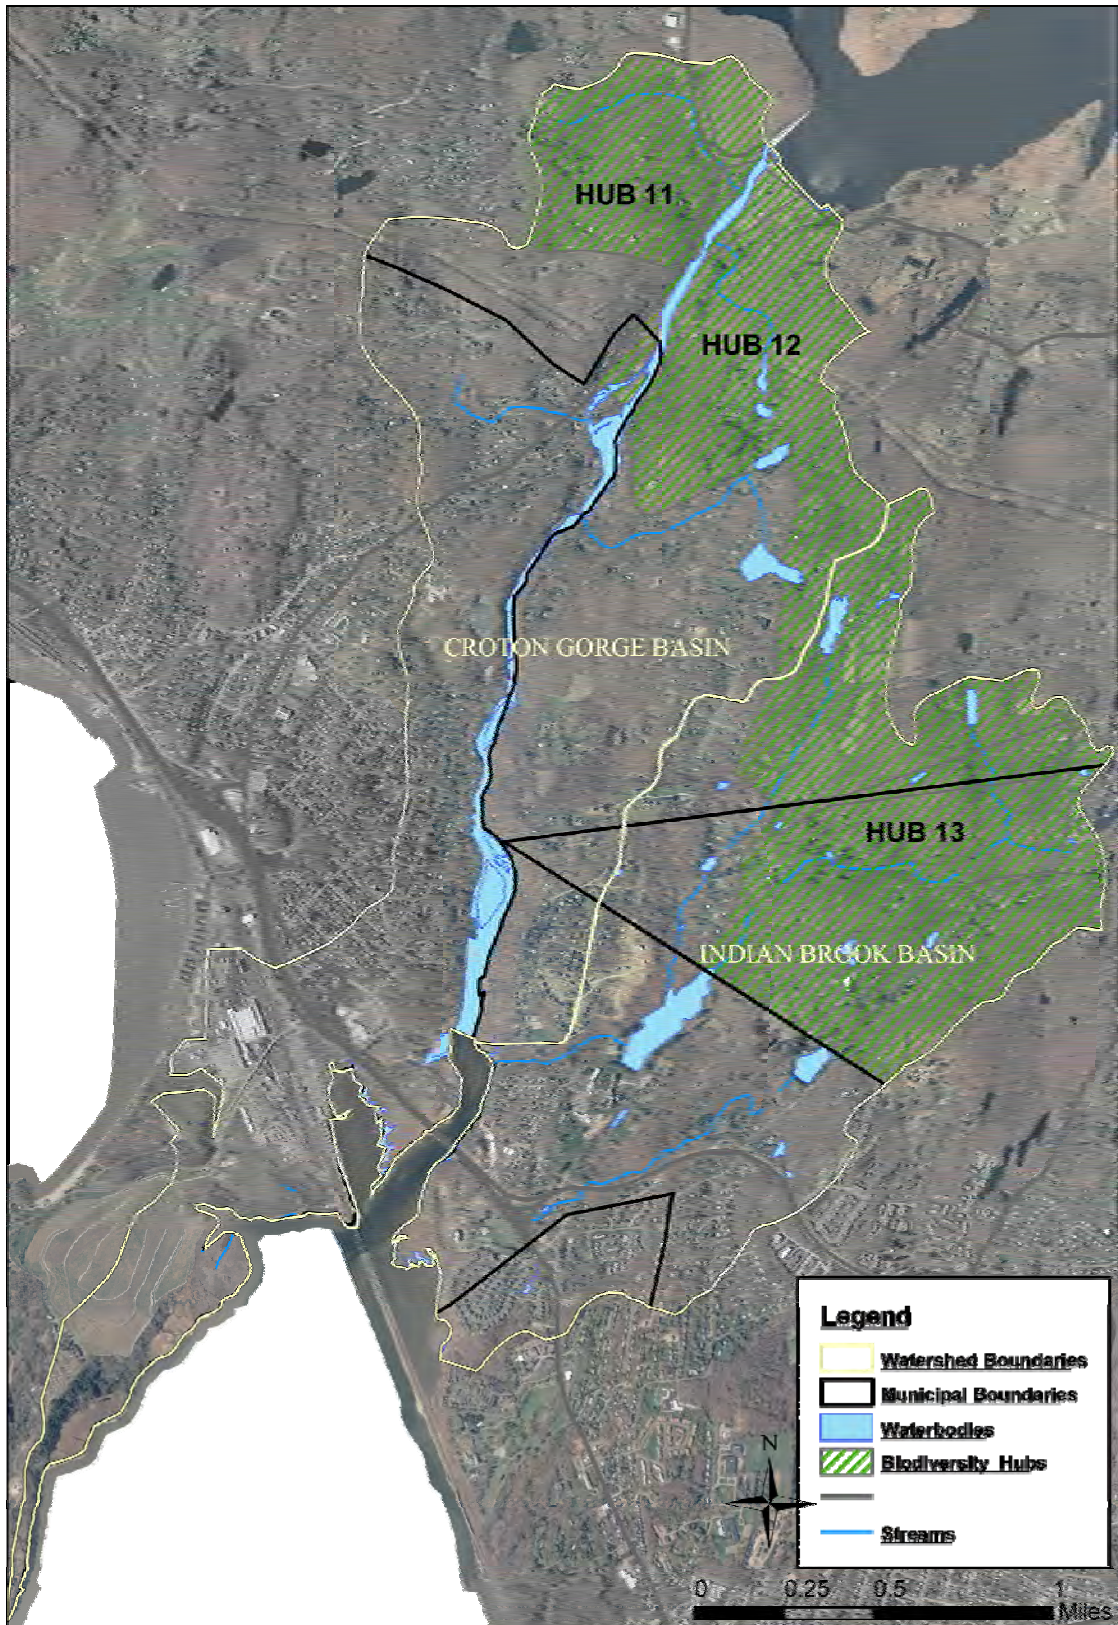 HUB 11
HUB 12
CROTON GORGE BASIN
HUB 13
INDIAN BROOK BASIN
Legend
Watershed Boundaries
Municipal Boundaries
Waterbodies
Biodiversity Hubs
Streams
N
0 0.25 0.5 1
Miles